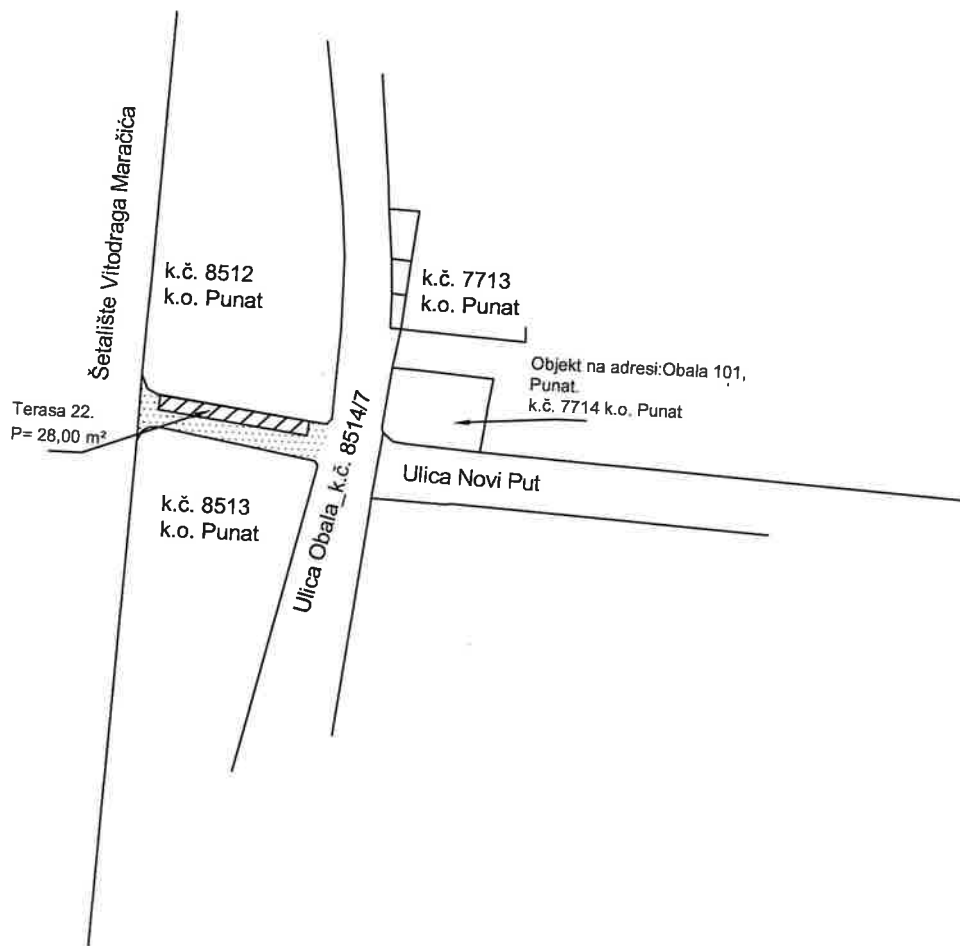 Šetalište Vitodraga Maračića
k.č. 8512
k.o. Punat
k.č. 7713
k.o. Punat
Objekt na adresi:Obala 101,
Punat.
k.č. 7714 k.o. Punat
Terasa 22.
P= 28,00 m²
Ulica Obala_k.č. 8514/7
Ulica Novi Put
k.č. 8513
k.o. Punat